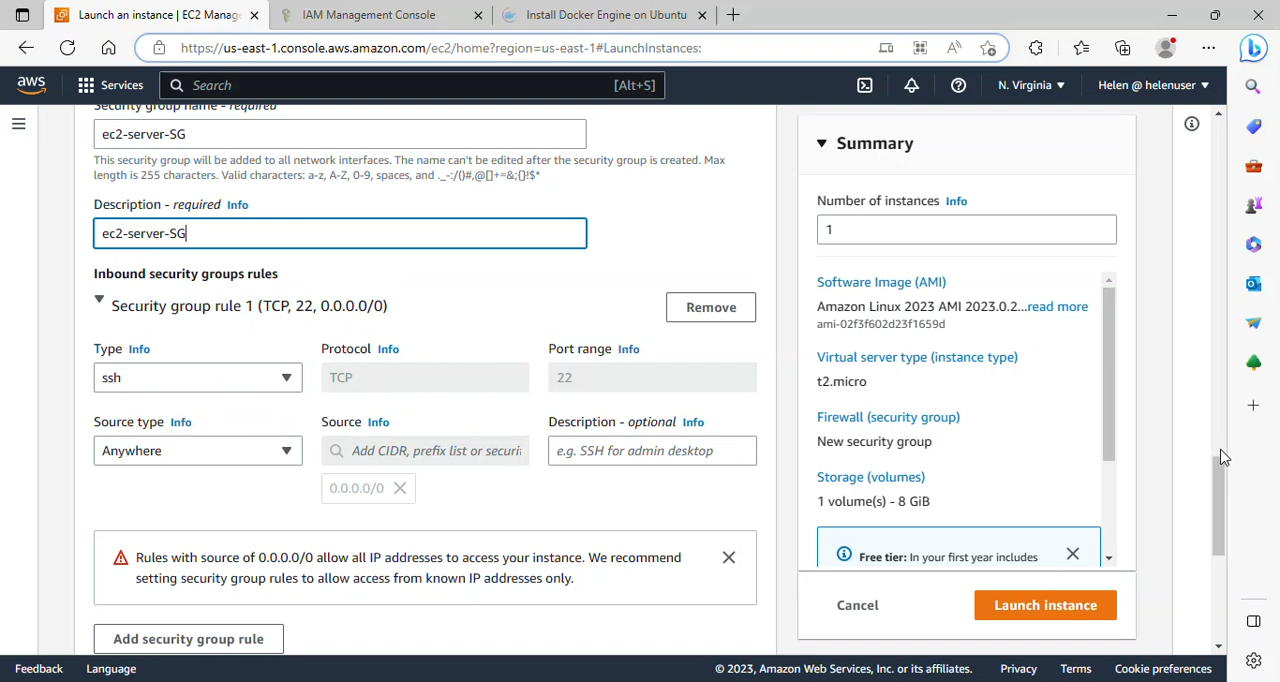 Launch an instance | EC2 Manag
IAM Management Console
Install Docker Engine on Ubuntu
https://us-east-1.console.aws.amazon.com/ec2/home?region=us-east-1#LaunchInstances:
aws
Services
Search
[Alt+S]
N. Virginia
Helen @ helenuser
Security group name - required
ec2-server-SG
This security group will be added to all network interfaces. The name can't be edited after the security group is created. Max
length is 255 characters. Valid characters: a-z, A-Z, 0-9, spaces, and ._-:/()#,@[]+=&;{}!$*
Description - required Info
ec2-server-SG
Inbound security groups rules
Security group rule 1 (TCP, 22, 0.0.0.0/0)
Remove
Type Info
Protocol Info
Port range Info
ssh
TCP
22
Source type Info
Source Info
Description - optional Info
Anywhere
Add CIDR, prefix list or securi
e.g. SSH for admin desktop
0.0.0.0/0
Rules with source of 0.0.0.0/0 allow all IP addresses to access your instance. We recommend
setting security group rules to allow access from known IP addresses only.
Add security group rule
Summary
Number of instances Info
1
Software Image (AMI)
Amazon Linux 2023 AMI 2023.0.2...read more
ami-02f3f602d23f1659d
Virtual server type (instance type)
t2.micro
Firewall (security group)
New security group
Storage (volumes)
1 volume(s) - 8 GiB
Free tier: In your first year includes
Cancel
Launch instance
Feedback
Language
© 2023, Amazon Web Services, Inc. or its affiliates.
Privacy
Terms
Cookie preferences